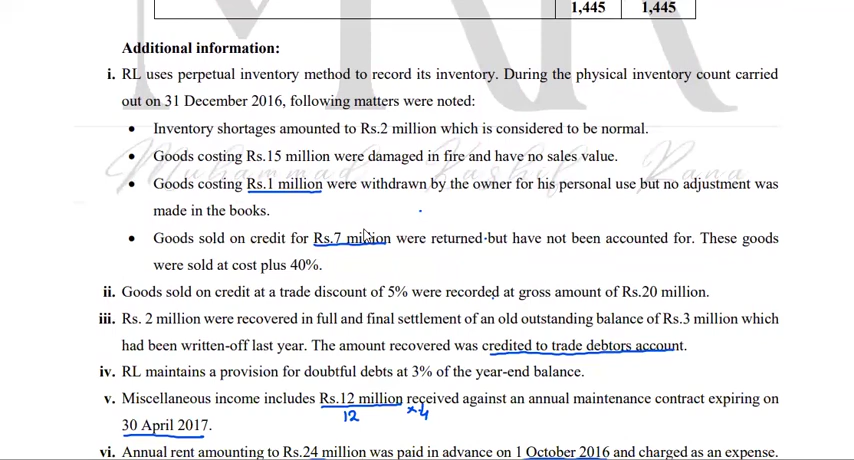 1,445 1,445
Additional information:
i. RL uses perpetual inventory method to record its inventory. During the physical inventory count carried
out on 31 December 2016, following matters were noted:
• Inventory shortages amounted to Rs.2 million which is considered to be normal.
• Goods costing Rs.15 million were damaged in fire and have no sales value.
• Goods costing Rs.1 million were withdrawn by the owner for his personal use but no adjustment was
made in the books.
• Goods sold on credit for Rs.7 million were returned but have not been accounted for. These goods
were sold at cost plus 40%.
ii. Goods sold on credit at a trade discount of 5% were recorded at gross amount of Rs.20 million.
iii. Rs. 2 million were recovered in full and final settlement of an old outstanding balance of Rs.3 million which
had been written-off last year. The amount recovered was credited to trade debtors account.
iv. RL maintains a provision for doubtful debts at 3% of the year-end balance.
v. Miscellaneous income includes Rs.12 million received against an annual maintenance contract expiring on
12 ×4
30 April 2017.
vi. Annual rent amounting to Rs.24 million was paid in advance on 1 October 2016 and charged as an expense.
Muhammad Kashif Rana